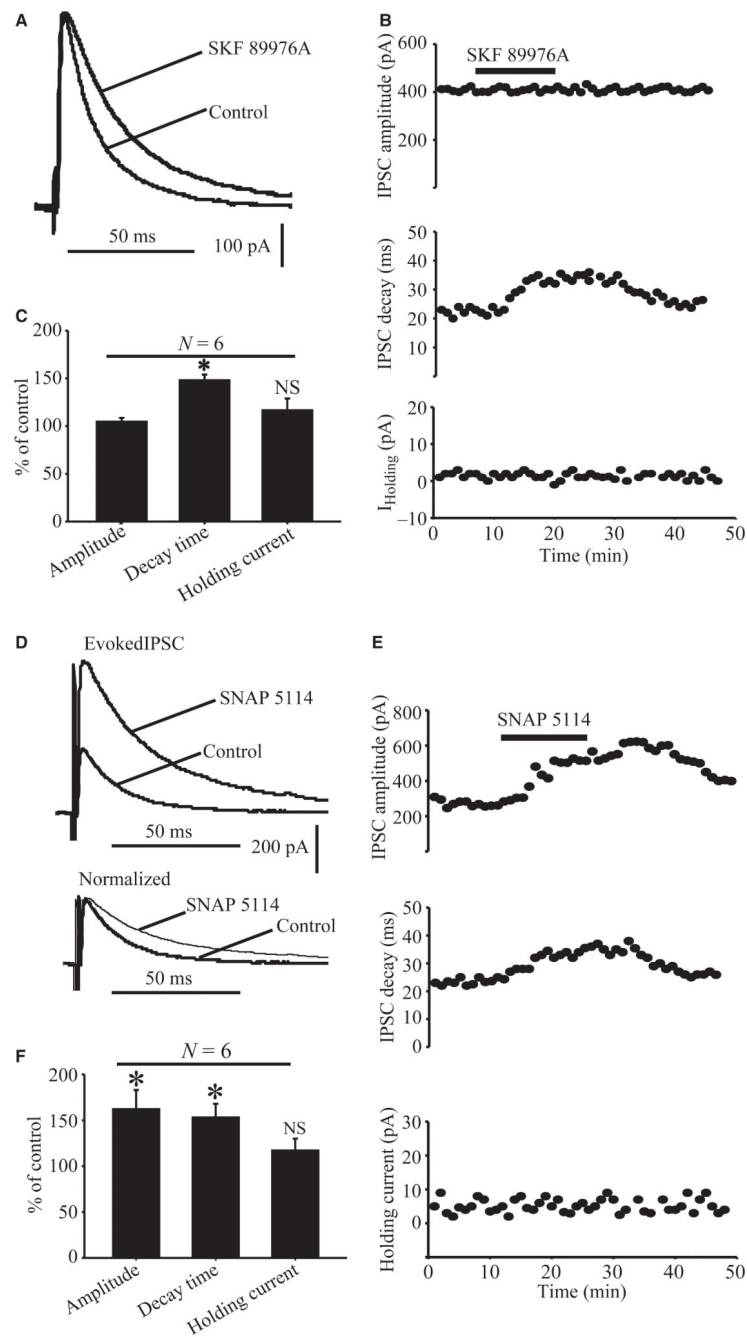 A
SKF 89976A
Control
50 ms
100 pA
B
SKF 89976A
IPSC amplitude (pA)
600
400
200
IPSC decay (ms)
50
40
30
20
10
0
I Holding (pA)
20
10
0
–10
0 10 20 30 40 50
Time (min)
C
N = 6
% of control
200
150
100
50
0
*
NS
Amplitude
Decay time
Holding current
D
EvokedIPSC
SNAP 5114
Control
50 ms
200 pA
Normalized
SNAP 5114
Control
50 ms
E
SNAP 5114
IPSC amplitude (pA)
800
600
400
200
IPSC decay (ms)
50
40
30
20
10
0
Holding current (pA)
30
20
10
0
0 10 20 30 40 50
Time (min)
F
N = 6
% of control
200
150
100
50
0
*
*
NS
Amplitude
Decay time
Holding current